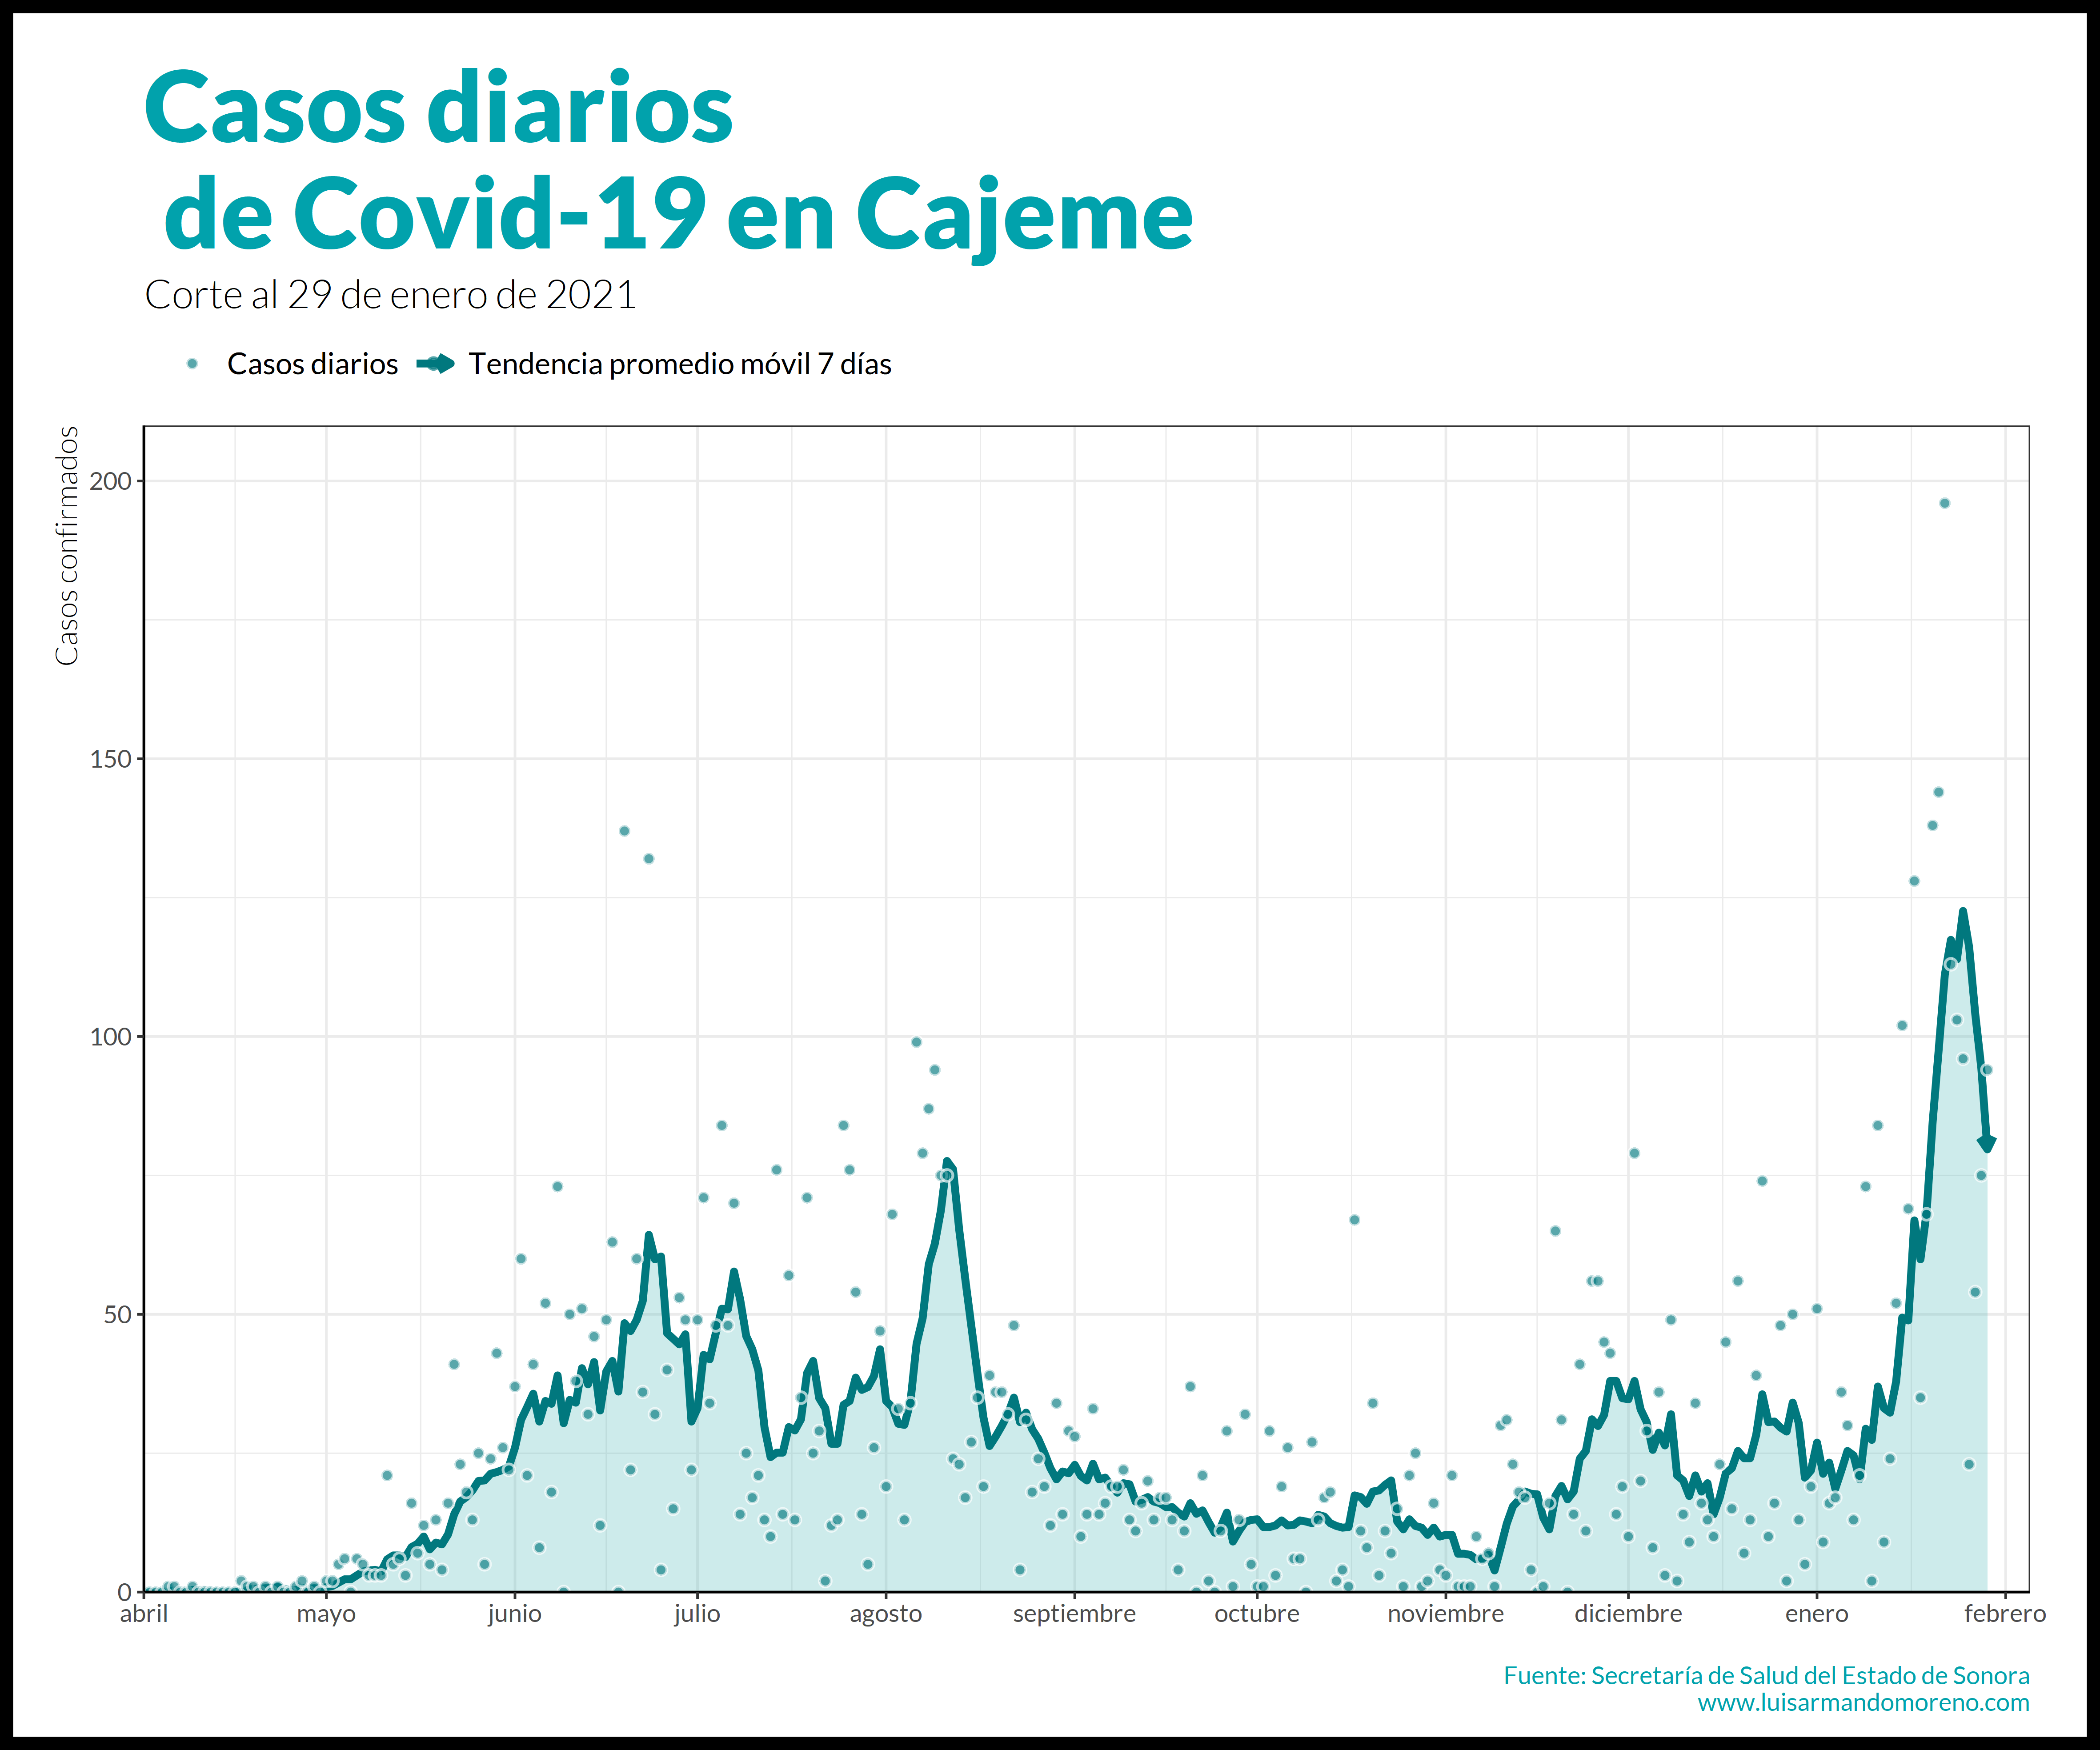 Casos diarios
de Covid-19 en Cajeme
Corte al 29 de enero de 2021
Casos diarios Tendencia promedio móvil 7 días
Casos confirmados
200
150
100
50
0
abril mayo junio julio agosto septiembre octubre noviembre diciembre enero febrero
Fuente: Secretaría de Salud del Estado de Sonora
www.luisarmandomoreno.com